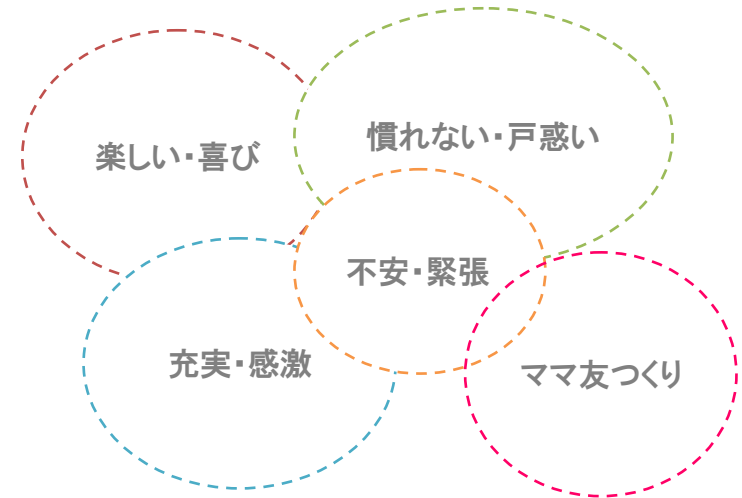 慣れない・戸惑い
楽しい・喜び
不安・緊張
充実・感激
ママ友つくり